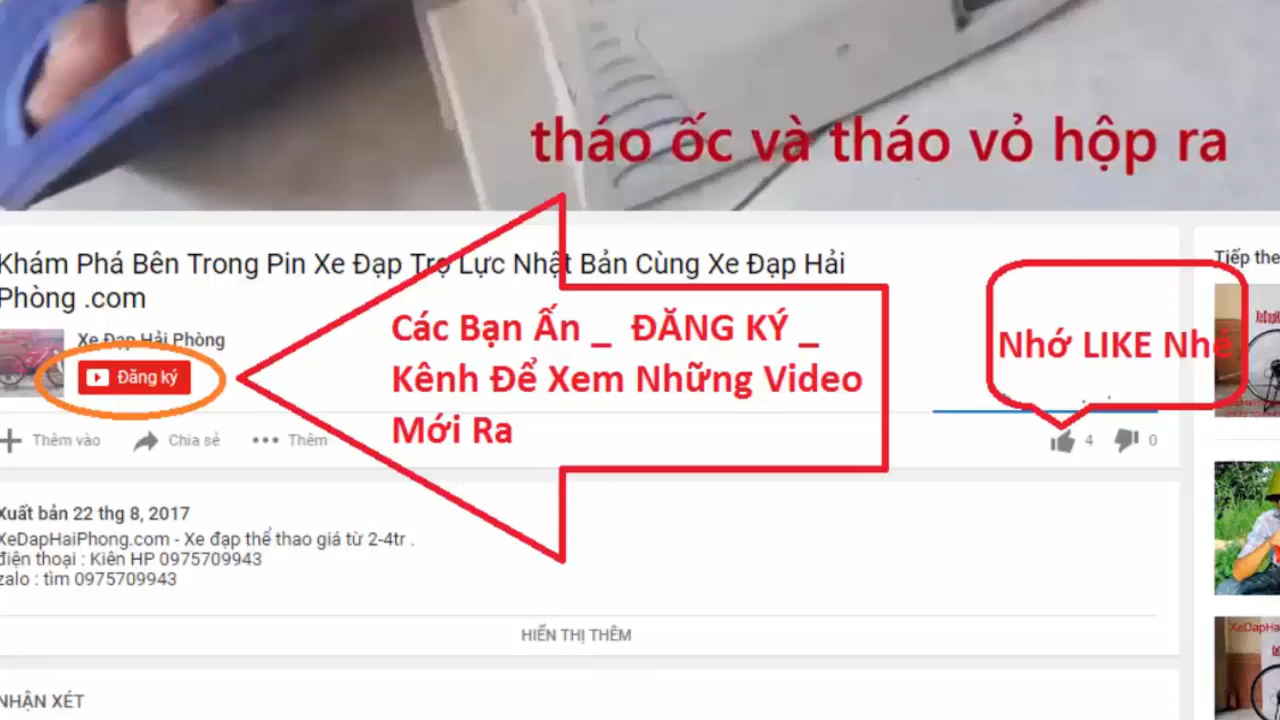 tháo ốc và tháo vỏ hộp ra
Khám Phá Bên Trong Pin Xe Đạp Trợ Lực Nhật Bản Cùng Xe Đạp Hải
Phòng .com
Xe Đạp Hải Phòng
Đăng ký
Các Bạn Ấn _ ĐĂNG KÝ _
Kênh Để Xem Những Video
Mới Ra
Nhớ LIKE Nhé
Tiếp the
Thêm vào
Chia sẻ
Thêm
4
0
Xuất bản 22 thg 8, 2017
XeDapHaiPhong.com - Xe đạp thể thao giá từ 2-4tr .
điện thoại : Kiên HP 0975709943
zalo : tìm 0975709943
HIỂN THỊ THÊM
NHẬN XÉT
XeDapHa